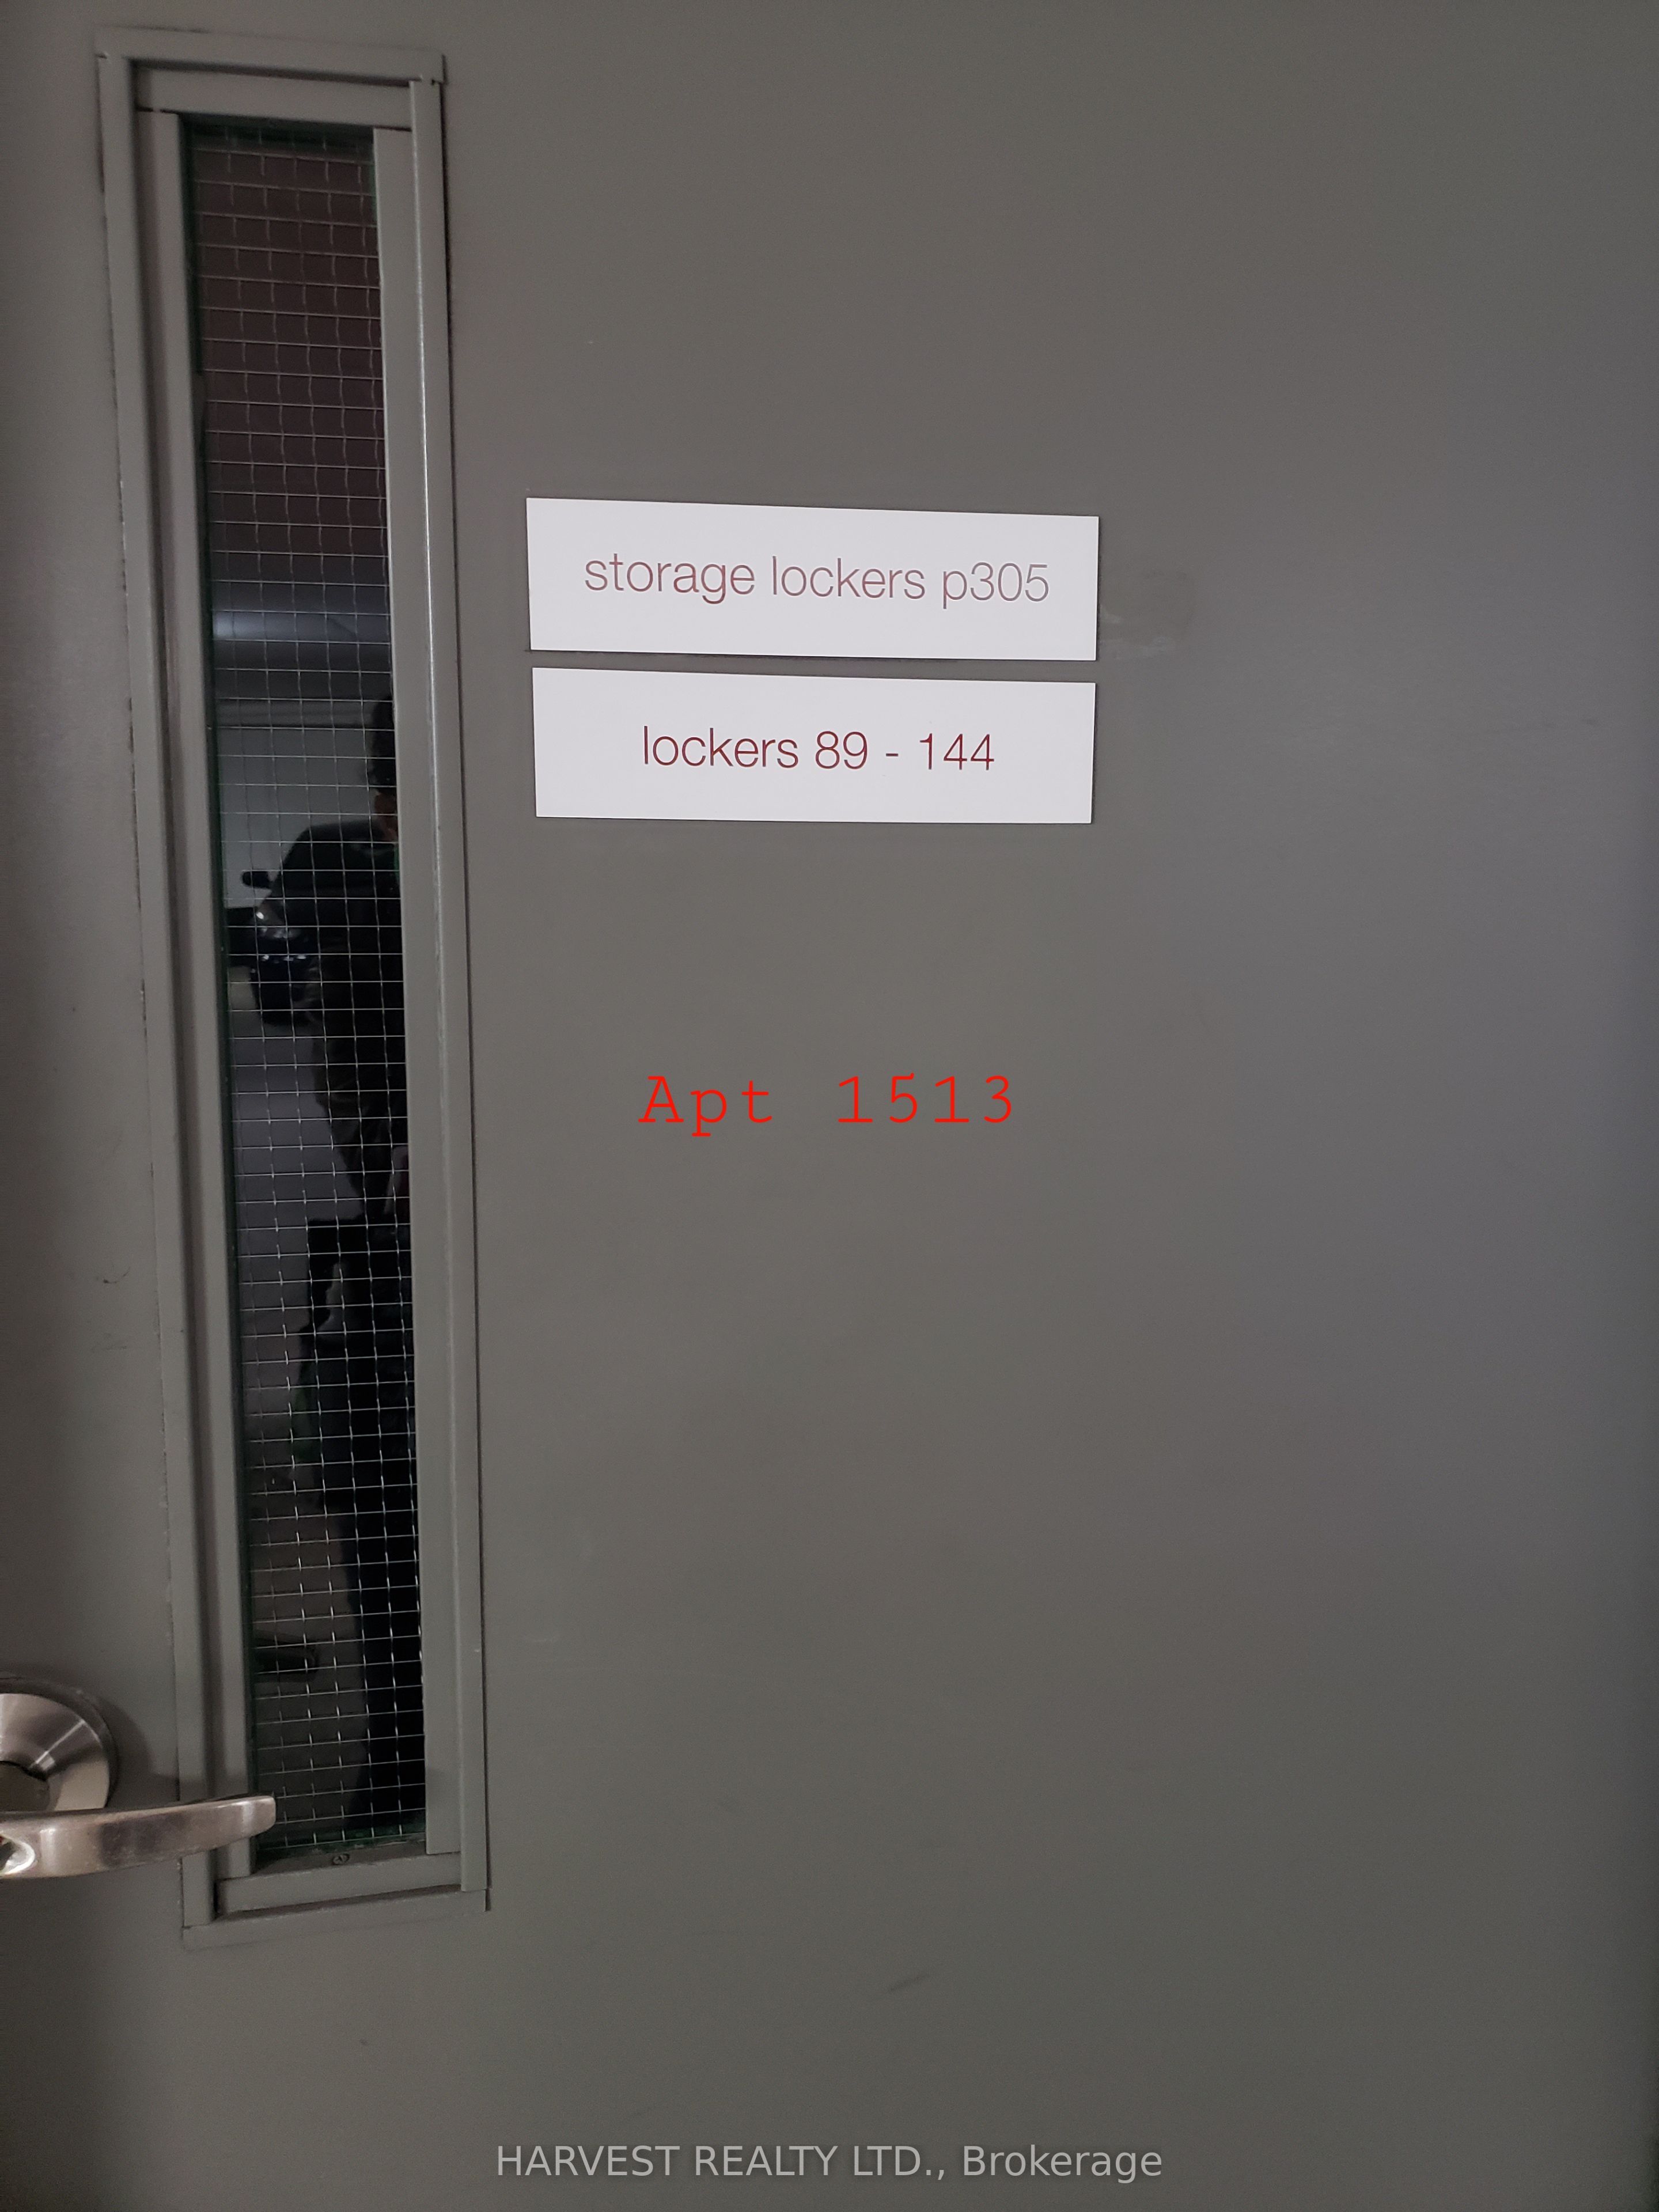 storage lockers p305
lockers 89 - 144
Apt 1513
HARVEST REALTY LTD., Brokerage